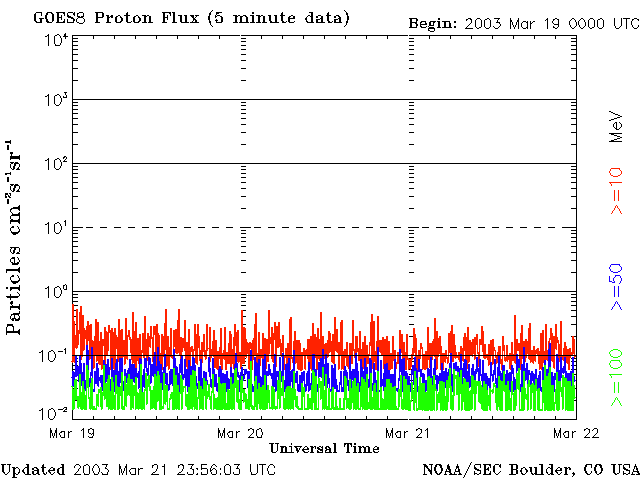 GOES8 Proton Flux (5 minute data)
Begin: 2003 Mar 19 0000 UTC
Particles cm⁻²s⁻¹sr⁻¹
10⁴
10³
10²
10¹
10⁰
10⁻¹
10⁻²
MeV
>=10
>=50
>=100
Mar 19
Mar 20
Mar 21
Mar 22
Universal Time
Updated 2003 Mar 21 23:56:03 UTC
NOAA/SEC Boulder, CO USA